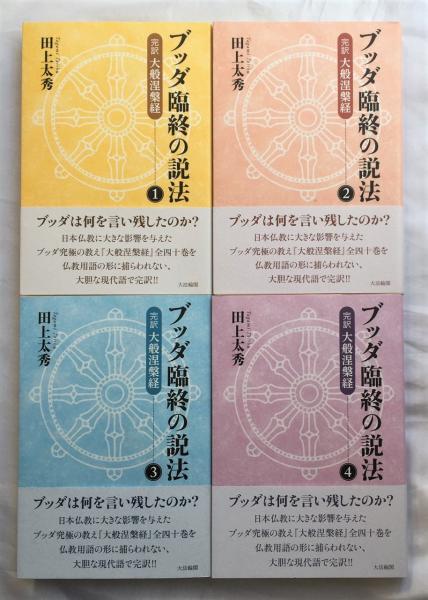 ブッダ臨終の説法
完訳 大般涅槃経
1
田上太秀
ブッダは何を言い残したのか?
日本仏教に大きな影響を与えた
ブッダ究極の教え『大般涅槃経』全四十巻を
仏教用語の形に捕らわれない、
大胆な現代語で完訳!!
大法輪閣
ブッダ臨終の説法
完訳 大般涅槃経
2
田上太秀
ブッダは何を言い残したのか?
日本仏教に大きな影響を与えた
ブッダ究極の教え『大般涅槃経』全四十巻を
仏教用語の形に捕らわれない、
大胆な現代語で完訳!!
大法輪閣
ブッダ臨終の説法
完訳 大般涅槃経
3
田上太秀
ブッダは何を言い残したのか?
日本仏教に大きな影響を与えた
ブッダ究極の教え『大般涅槃経』全四十巻を
仏教用語の形に捕らわれない、
大胆な現代語で完訳!!
大法輪閣
ブッダ臨終の説法
完訳 大般涅槃経
4
田上太秀
ブッダは何を言い残したのか?
日本仏教に大きな影響を与えた
ブッダ究極の教え『大般涅槃経』全四十巻を
仏教用語の形に捕らわれない、
大胆な現代語で完訳!!
大法輪閣